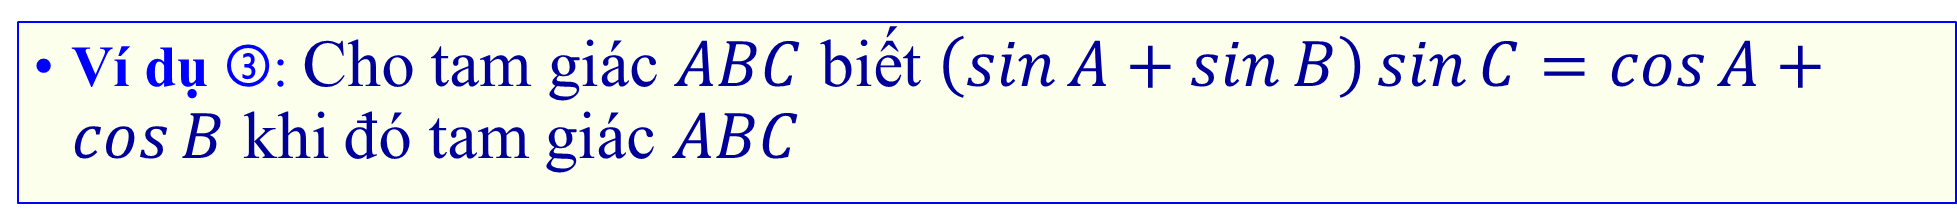 • Ví dụ ③: Cho tam giác 𝐴𝐵𝐶 biết (𝑠𝑖𝑛 𝐴 + 𝑠𝑖𝑛 𝐵) 𝑠𝑖𝑛 𝐶 = 𝑐𝑜𝑠 𝐴 +
𝑐𝑜𝑠 𝐵 khi đó tam giác 𝐴𝐵𝐶